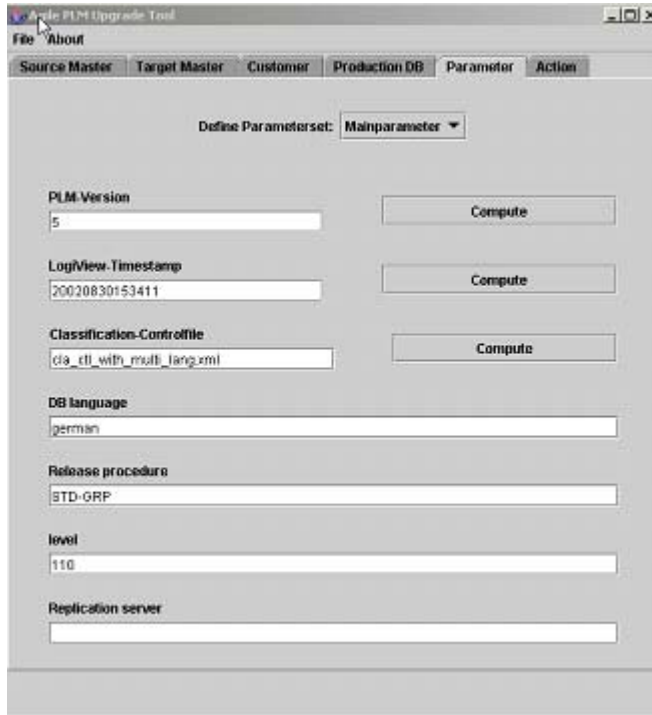 Agile PLM Upgrade Tool
File About
Source Master Target Master Customer Production DB Parameter Action
Define Parameterset: Mainparameter
PLM-Version
5 Compute
LogiView-Timestamp
20020830153411 Compute
Classification-Controlfile
cla_ctl_with_multi_lang.xml Compute
DB language
german
Release procedure
STD-GRP
level
110
Replication server